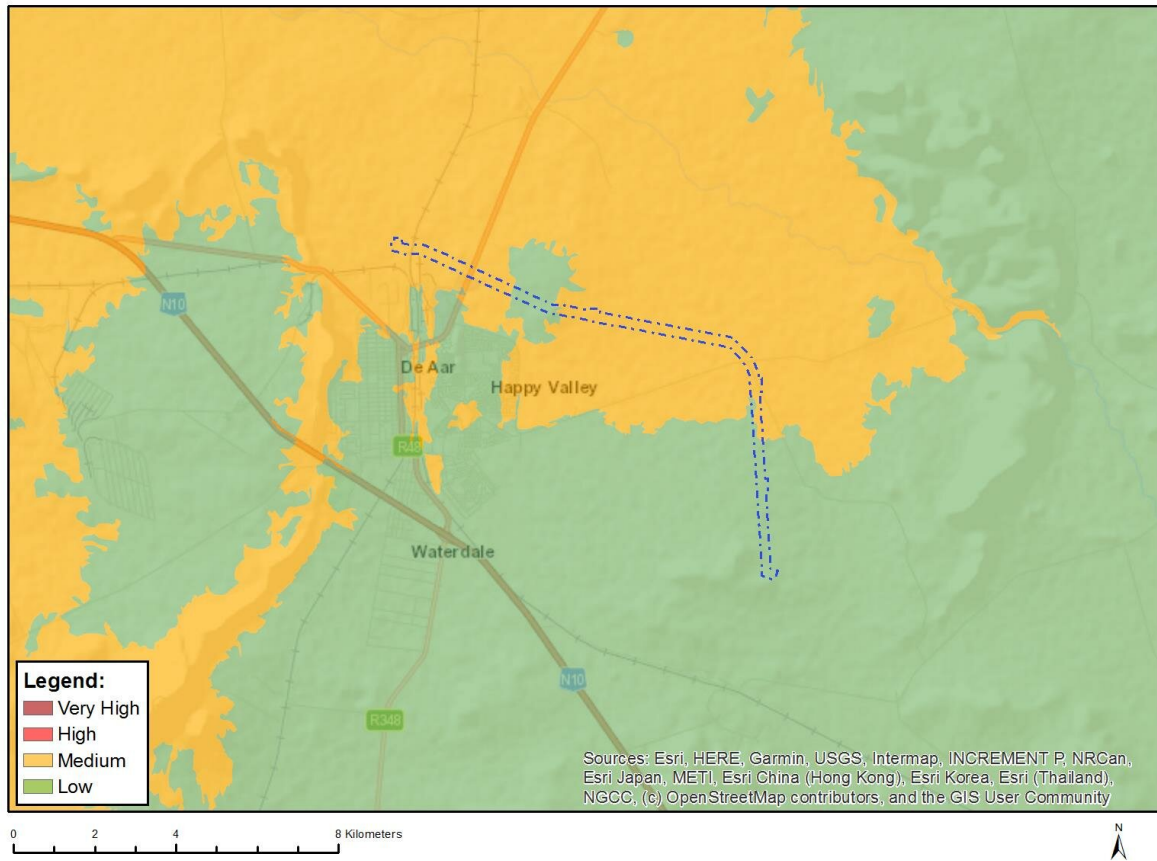 N10
De Aar
Happy Valley
R48
Waterdale
N10
R348
Legend:
Very High
High
Medium
Low
Sources: Esri, HERE, Garmin, USGS, Intermap, INCREMENT P, NRCan,
Esri Japan, METI, Esri China (Hong Kong), Esri Korea, Esri (Thailand),
NGCC, (c) OpenStreetMap contributors, and the GIS User Community
0 2 4 8 Kilometers
N